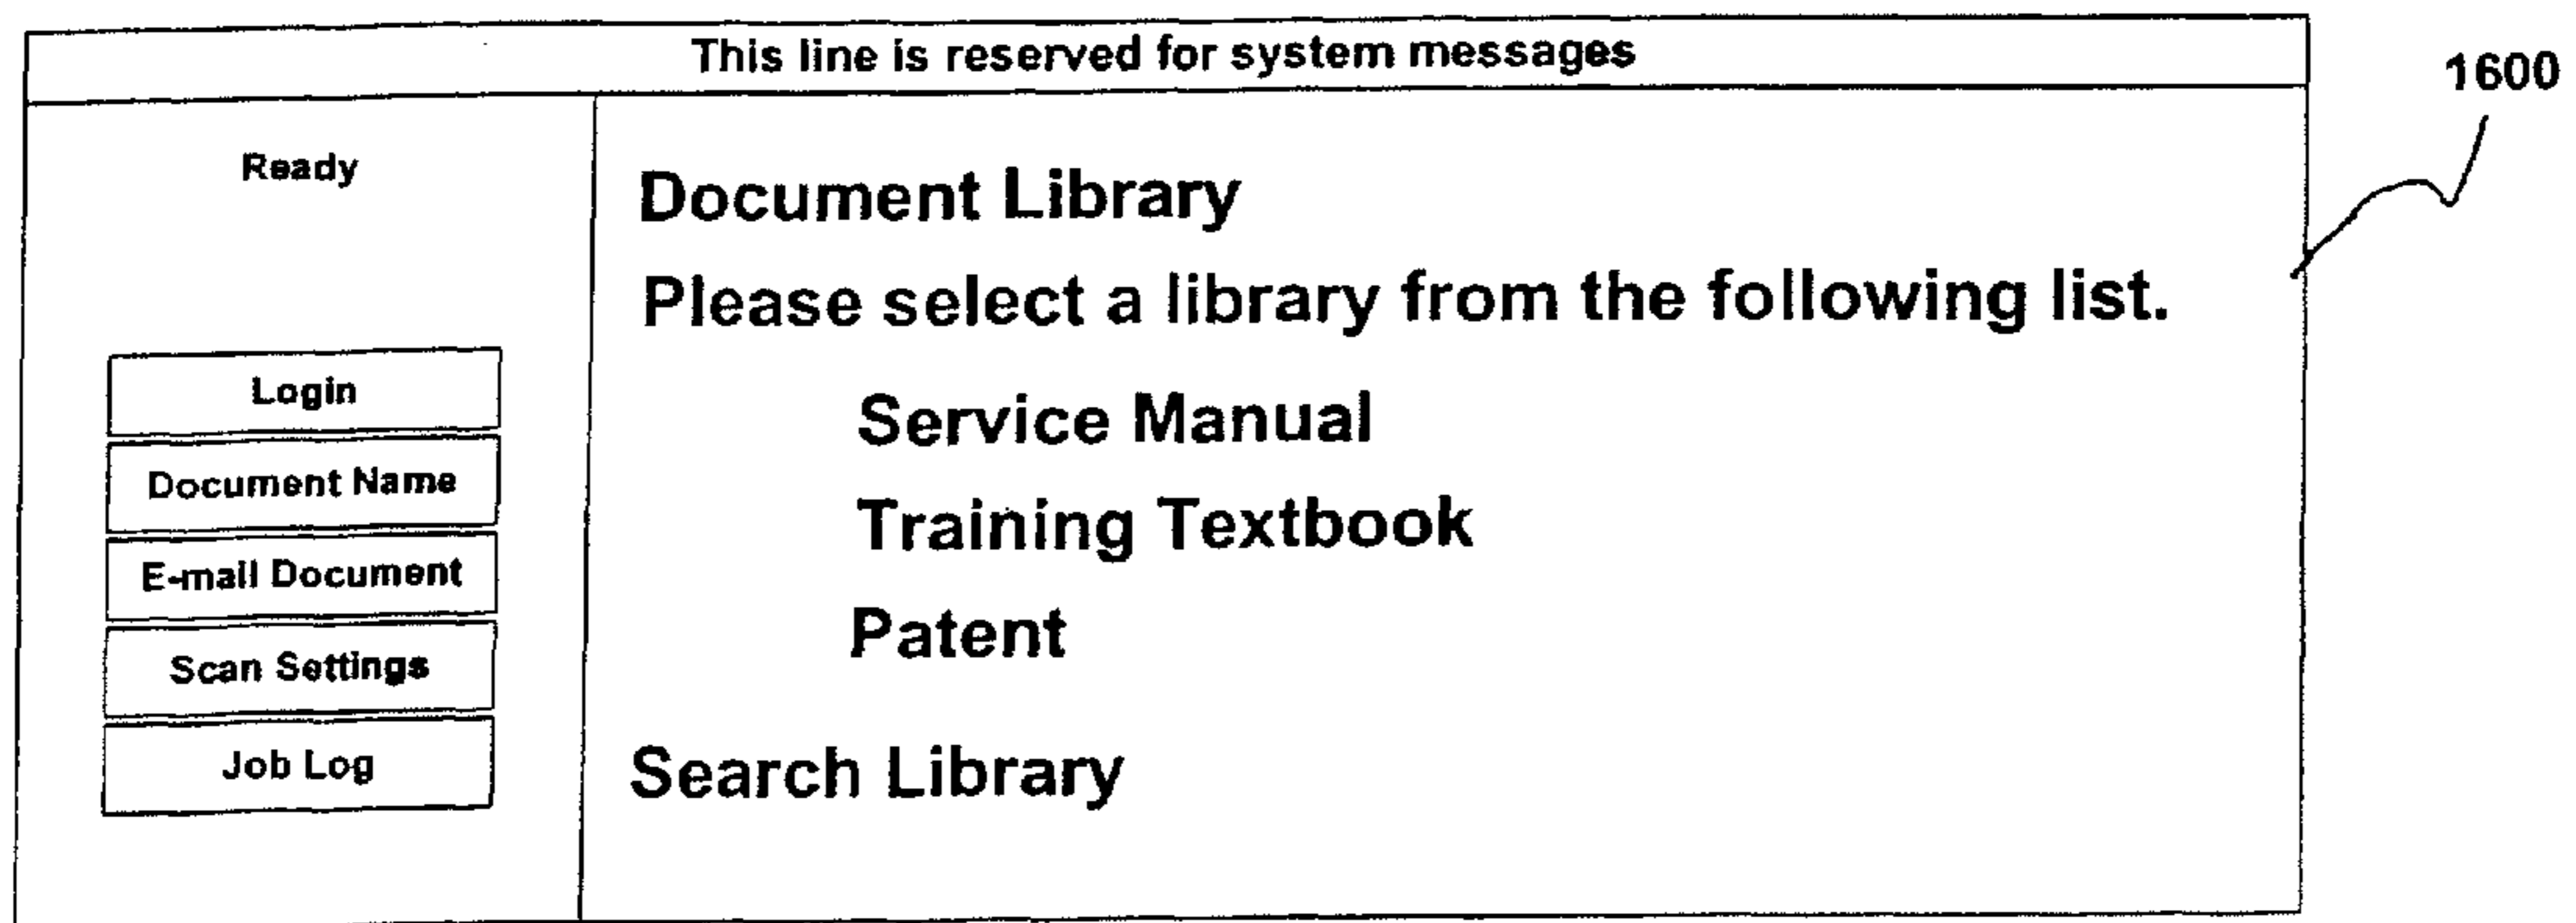 This line is reserved for system messages
1600
Ready
Login
Document Name
E-mail Document
Scan Settings
Job Log
Document Library
Please select a library from the following list.
Service Manual
Training Textbook
Patent
Search Library